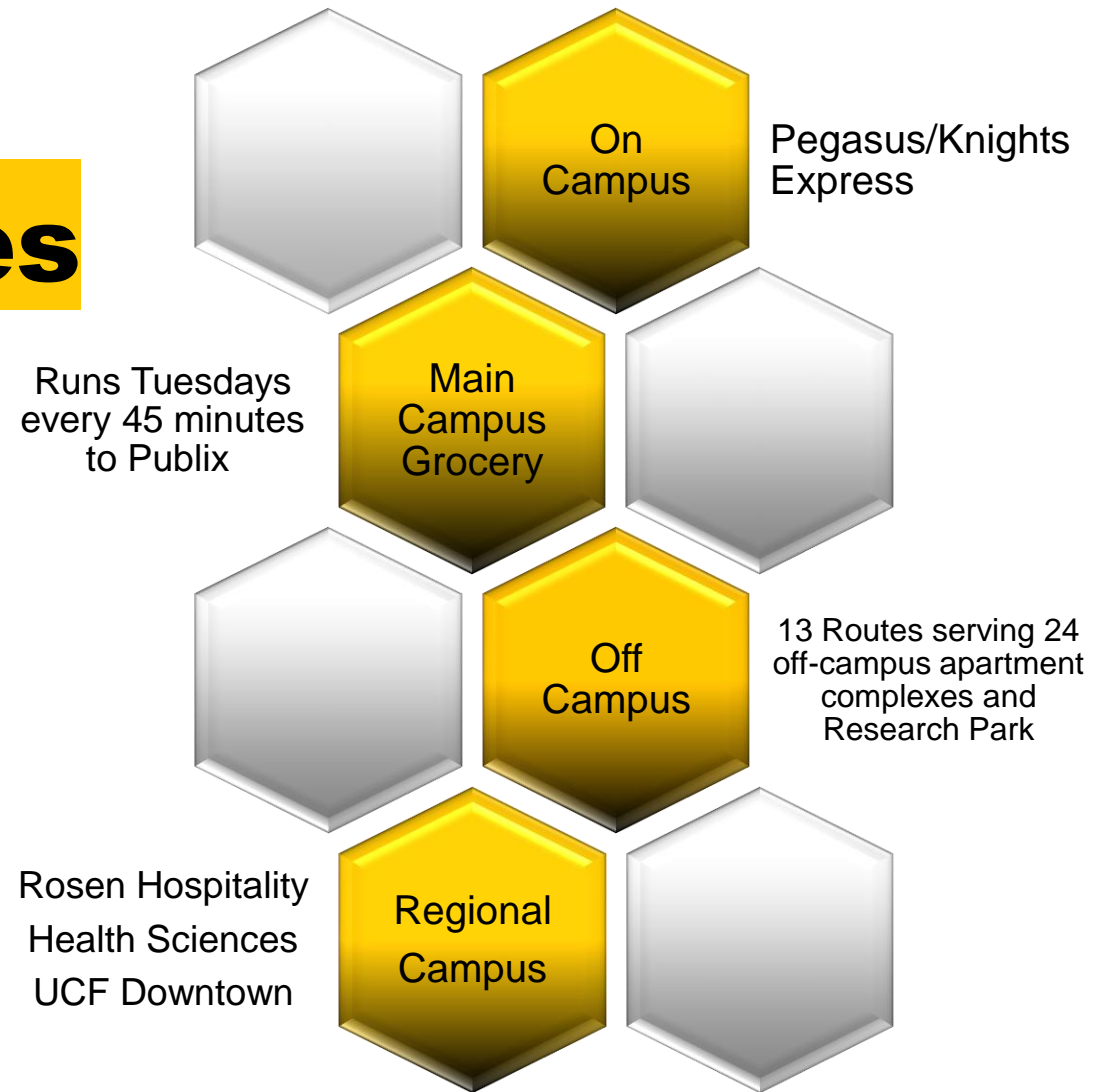 es
On
Campus
Pegasus/Knights
Express
Runs Tuesdays
every 45 minutes
to Publix
Main
Campus
Grocery
Off
Campus
13 Routes serving 24
off-campus apartment
complexes and
Research Park
Rosen Hospitality
Health Sciences
UCF Downtown
Regional
Campus